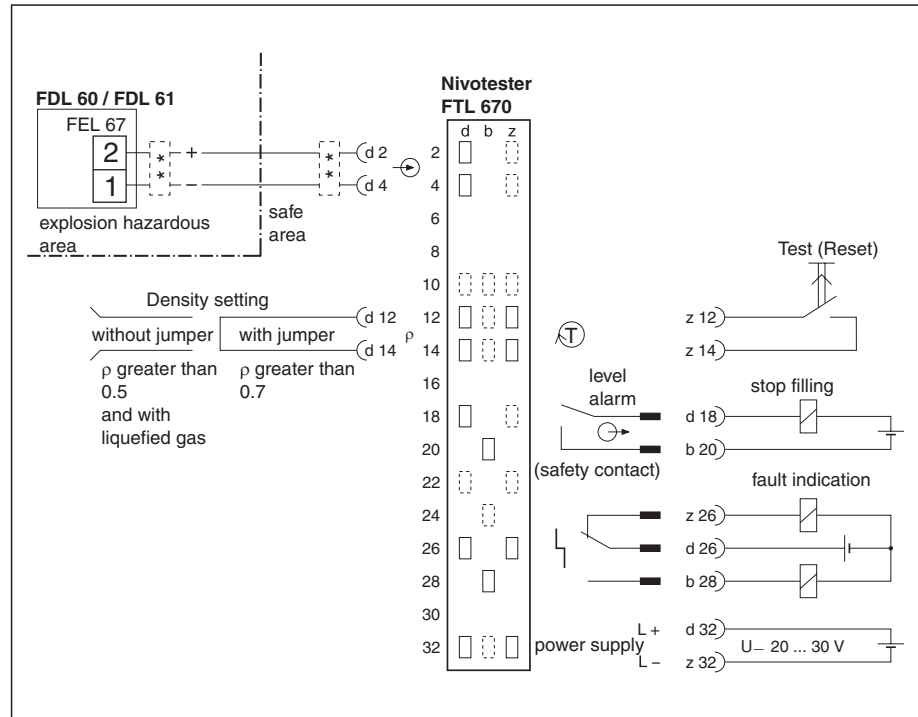 Nivotester
FTL 670
FDL 60 / FDL 61
FEL 67
d b z
2
+
* *
* *
d 2
2
1
–
d 4
4
explosion hazardous
area
safe
area
6
8
Test (Reset)
10
Density setting
d 12
12
z 12
without jumper
with jumper
ρ
T
d 14
14
z 14
ρ greater than
0.5
and with
liquefied gas
ρ greater than
0.7
16
level
alarm
stop filling
18
d 18
20
b 20
(safety contact)
22
fault indication
24
z 26
26
d 26
28
b 28
30
L +
d 32
32
power supply
U– 20 ... 30 V
L –
z 32